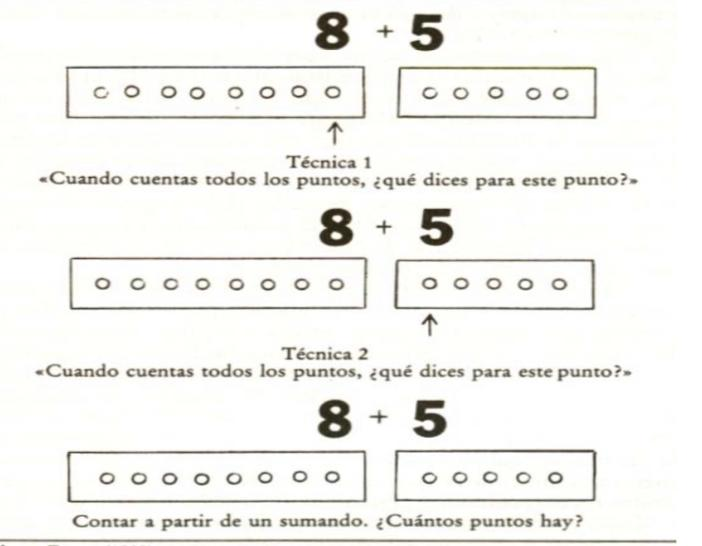 8 + 5
Técnica 1
«Cuando cuentas todos los puntos, ¿qué dices para este punto?»
8 + 5
Técnica 2
«Cuando cuentas todos los puntos, ¿qué dices para este punto?»
8 + 5
Contar a partir de un sumando. ¿Cuántos puntos hay?